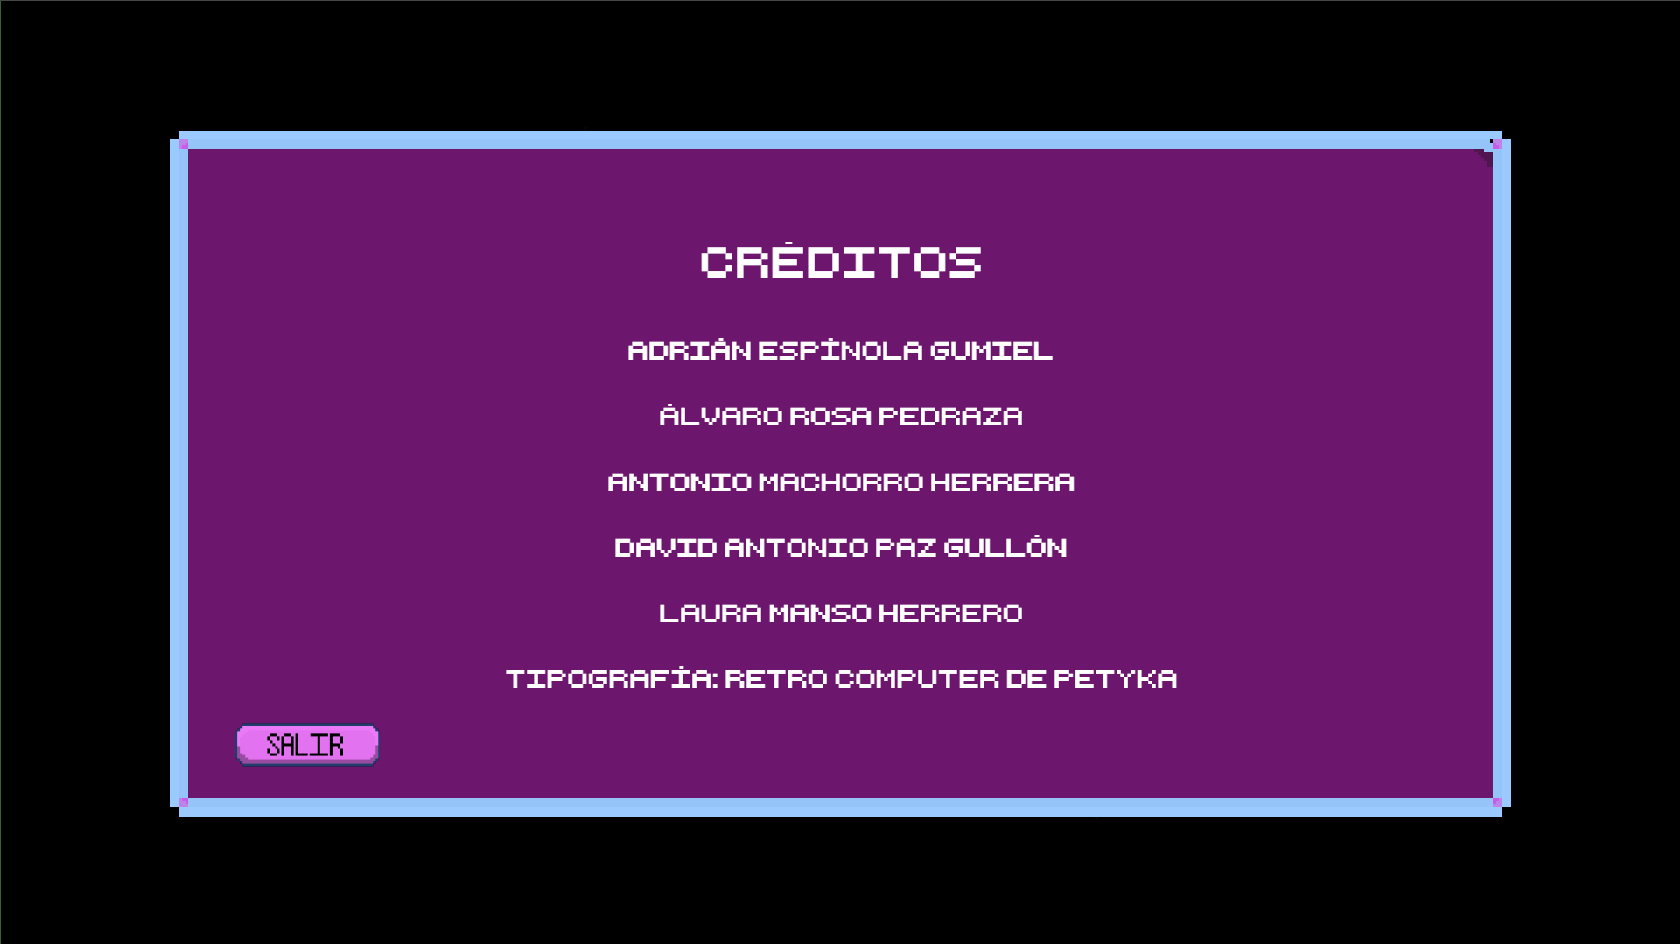 CRÉDITOS
ADRIÁN ESPÍNOLA GUMIEL
ÁLVARO ROSA PEDRAZA
ANTONIO MACHORRO HERRERA
DAVID ANTONIO PAZ GULLÓN
LAURA MANSO HERRERO
TIPOGRAFÍA: RETRO COMPUTER DE PETYKA
SALIR